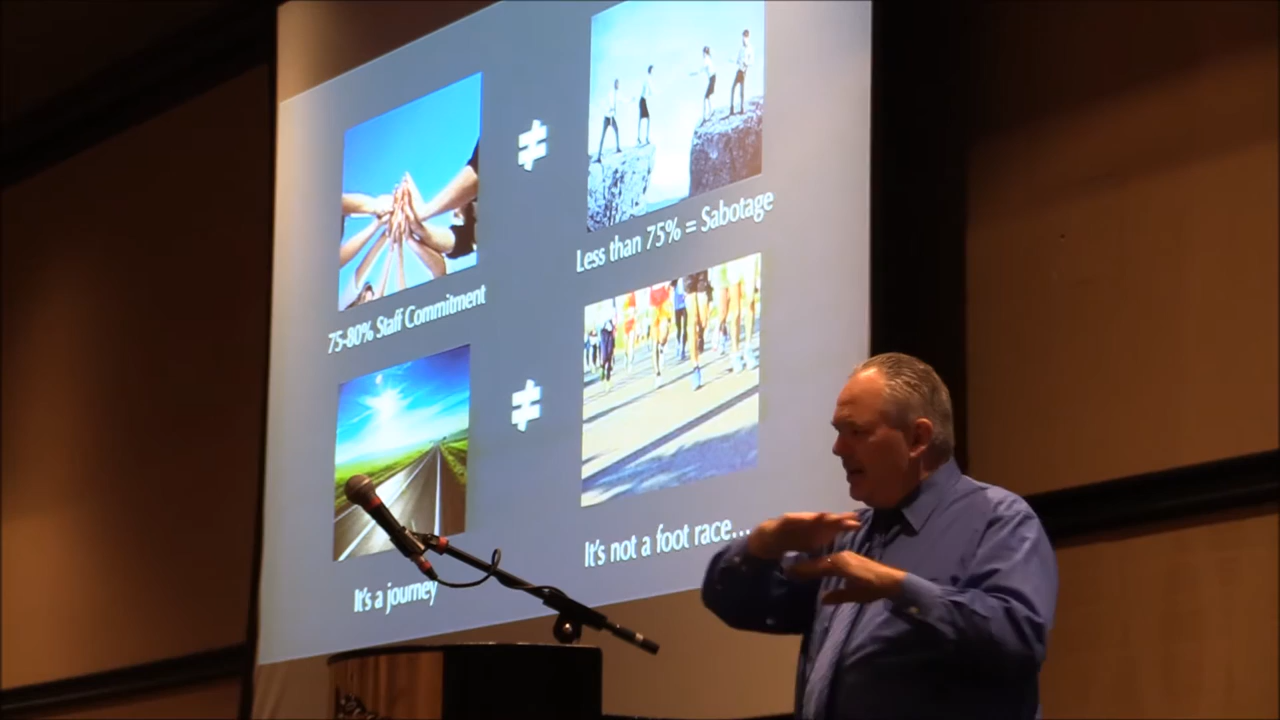 ≠
Less than 75% = Sabotage
75-80% Staff Commitment
≠
It's not a foot race...
It's a journey